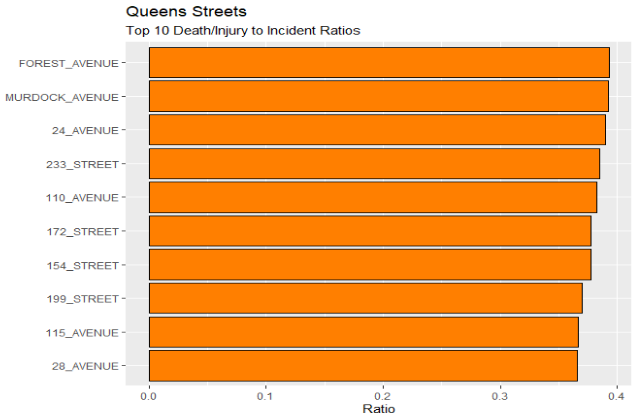 Queens Streets
Top 10 Death/Injury to Incident Ratios
FOREST_AVENUE
MURDOCK_AVENUE
24_AVENUE
233_STREET
110_AVENUE
172_STREET
154_STREET
199_STREET
115_AVENUE
28_AVENUE
0.0 0.1 0.2 0.3 0.4
Ratio